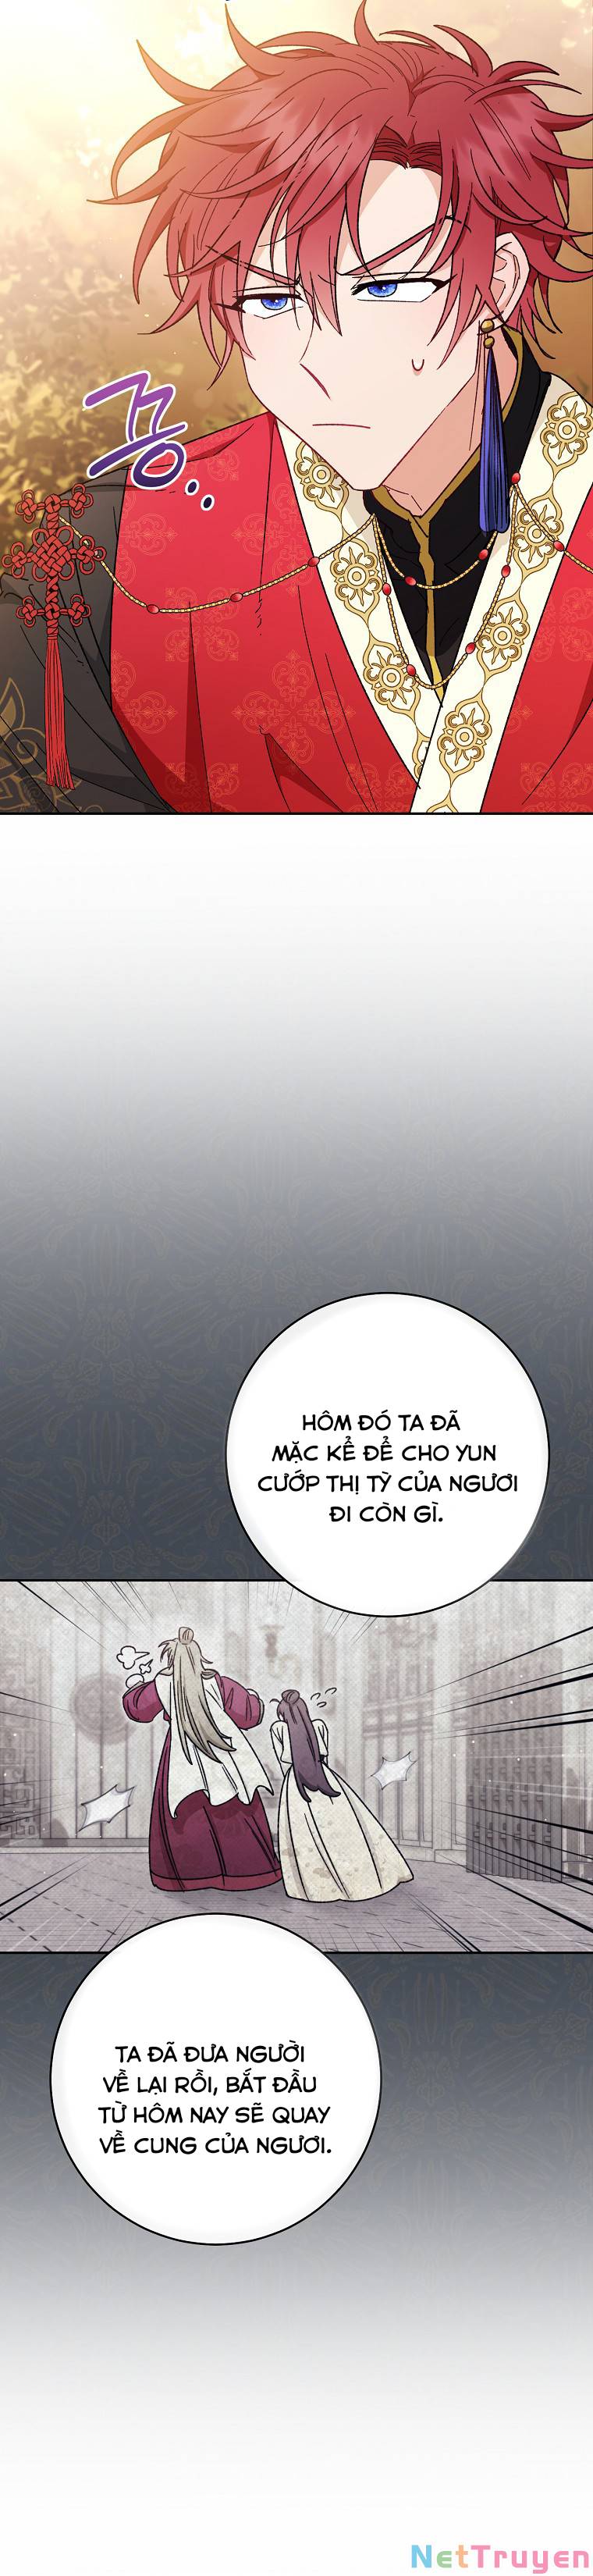 끙..
HÔM ĐÓ TA ĐÃ
MẶC KỂ ĐỂ CHO YUN
CƯỚP THỊ TỲ CỦA NGƯƠI
ĐI CÒN GÌ.
TA ĐÃ ĐƯA NGƯỜI
VỀ LẠI RỒI, BẮT ĐẦU
TỪ HÔM NAY SẼ QUAY
VỀ CUNG CỦA NGƯƠI.
NetTruyen